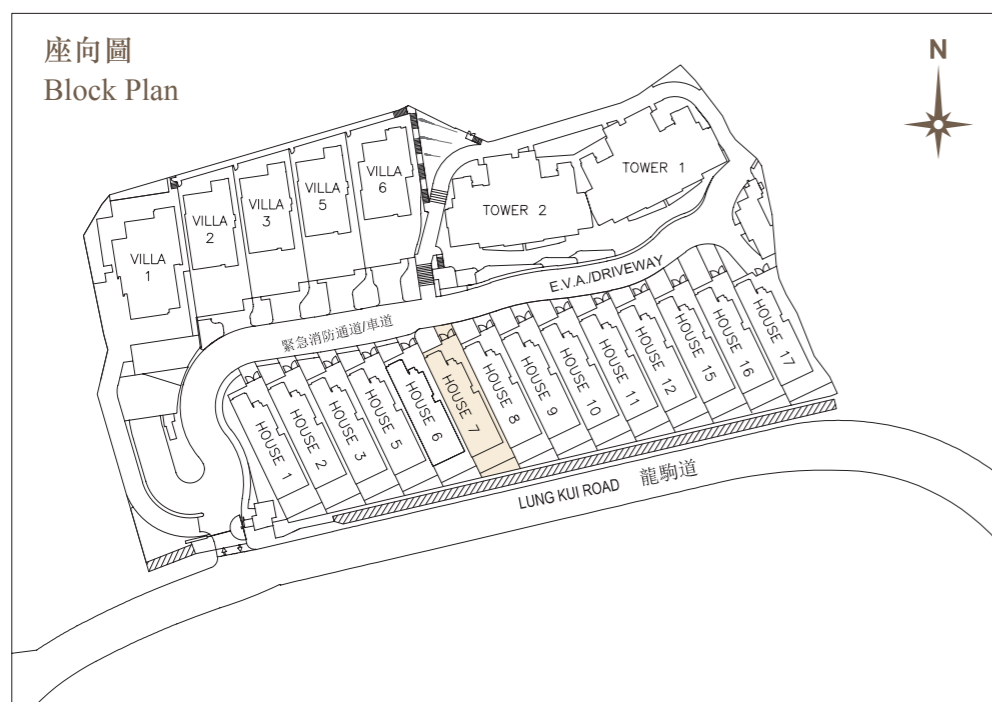 座向圖
Block Plan
N
VILLA
1
VILLA
2
VILLA
3
VILLA
5
VILLA
6
TOWER 2
TOWER 1
E.V.A./DRIVEWAY
緊急消防通道/車道
HOUSE 1
HOUSE 2
HOUSE 3
HOUSE 5
HOUSE 6
HOUSE 7
HOUSE 8
HOUSE 9
HOUSE 10
HOUSE 11
HOUSE 12
HOUSE 15
HOUSE 16
HOUSE 17
LUNG KUI ROAD 龍駒道